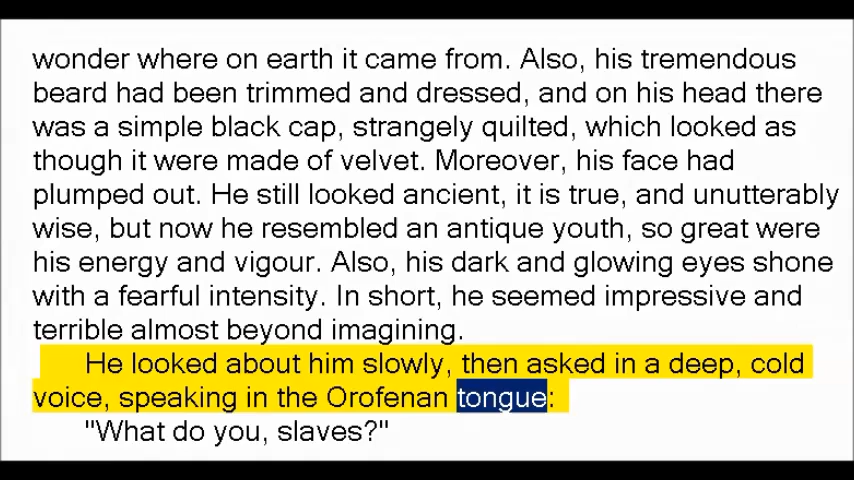 wonder where on earth it came from. Also, his tremendous
beard had been trimmed and dressed, and on his head there
was a simple black cap, strangely quilted, which looked as
though it were made of velvet. Moreover, his face had
plumped out. He still looked ancient, it is true, and unutterably
wise, but now he resembled an antique youth, so great were
his energy and vigour. Also, his dark and glowing eyes shone
with a fearful intensity. In short, he seemed impressive and
terrible almost beyond imagining.
He looked about him slowly, then asked in a deep, cold
voice, speaking in the Orofenan tongue:
"What do you, slaves?"